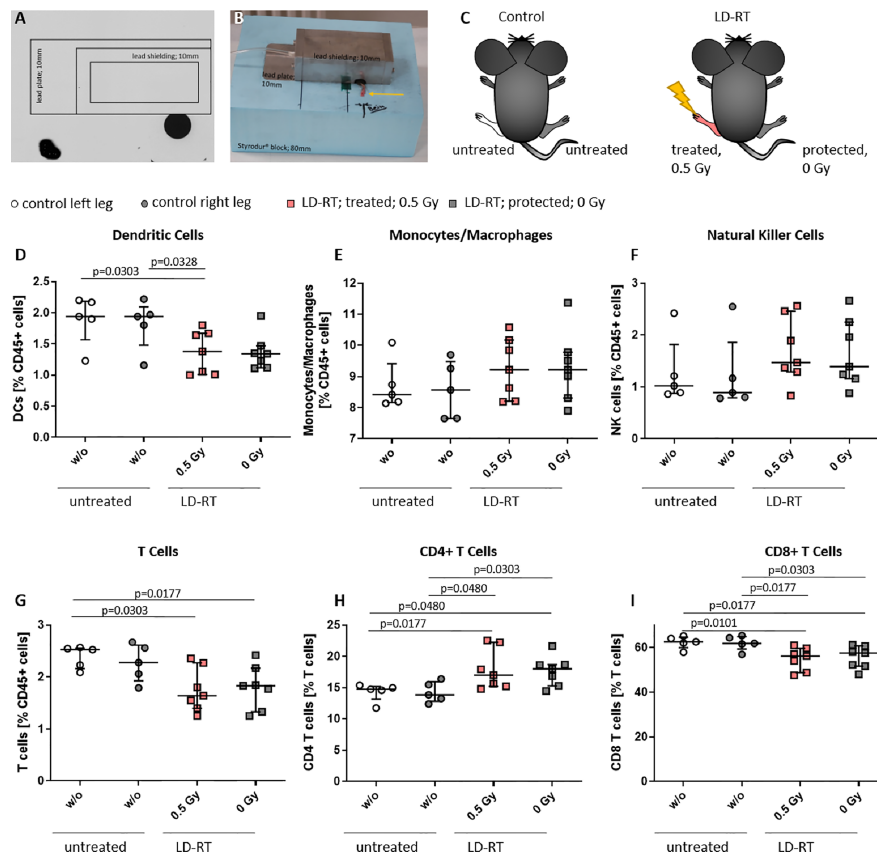 A
lead plate; 10mm
lead shielding; 10mm
B
lead shielding; 10mm
lead plate;
10mm
Styrodur® block; 80mm
C
Control
LD-RT
untreated
untreated
treated,
0.5 Gy
protected,
0 Gy
control left leg
control right leg
LD-RT; treated; 0.5 Gy
LD-RT; protected; 0 Gy
Dendritic Cells
D
p=0.0328
p=0.0303
DCs [% CD45+ cells]
2.5
2.0
1.5
1.0
0.5
0.0
w/o
w/o
0.5 Gy
0 Gy
untreated
LD-RT
Monocytes/Macrophages
E
Monocytes/Macrophages
[% CD45+ cells]
12
10
8
6
w/o
w/o
0.5 Gy
0 Gy
untreated
LD-RT
Natural Killer Cells
F
NK cells [% CD45+ cells]
3
2
1
0
w/o
w/o
0.5 Gy
0 Gy
untreated
LD-RT
T Cells
G
p=0.0177
p=0.0303
T cells [% CD45+ cells]
3
2
1
0
w/o
w/o
0.5 Gy
0 Gy
untreated
LD-RT
CD4+ T Cells
H
p=0.0303
p=0.0480
p=0.0480
p=0.0177
CD4 T cells [% T cells]
25
20
15
10
5
0
w/o
w/o
0.5 Gy
0 Gy
untreated
LD-RT
CD8+ T Cells
I
p=0.0303
p=0.0177
p=0.0177
p=0.0101
CD8 T cells [% T cells]
60
40
20
0
w/o
w/o
0.5 Gy
0 Gy
untreated
LD-RT